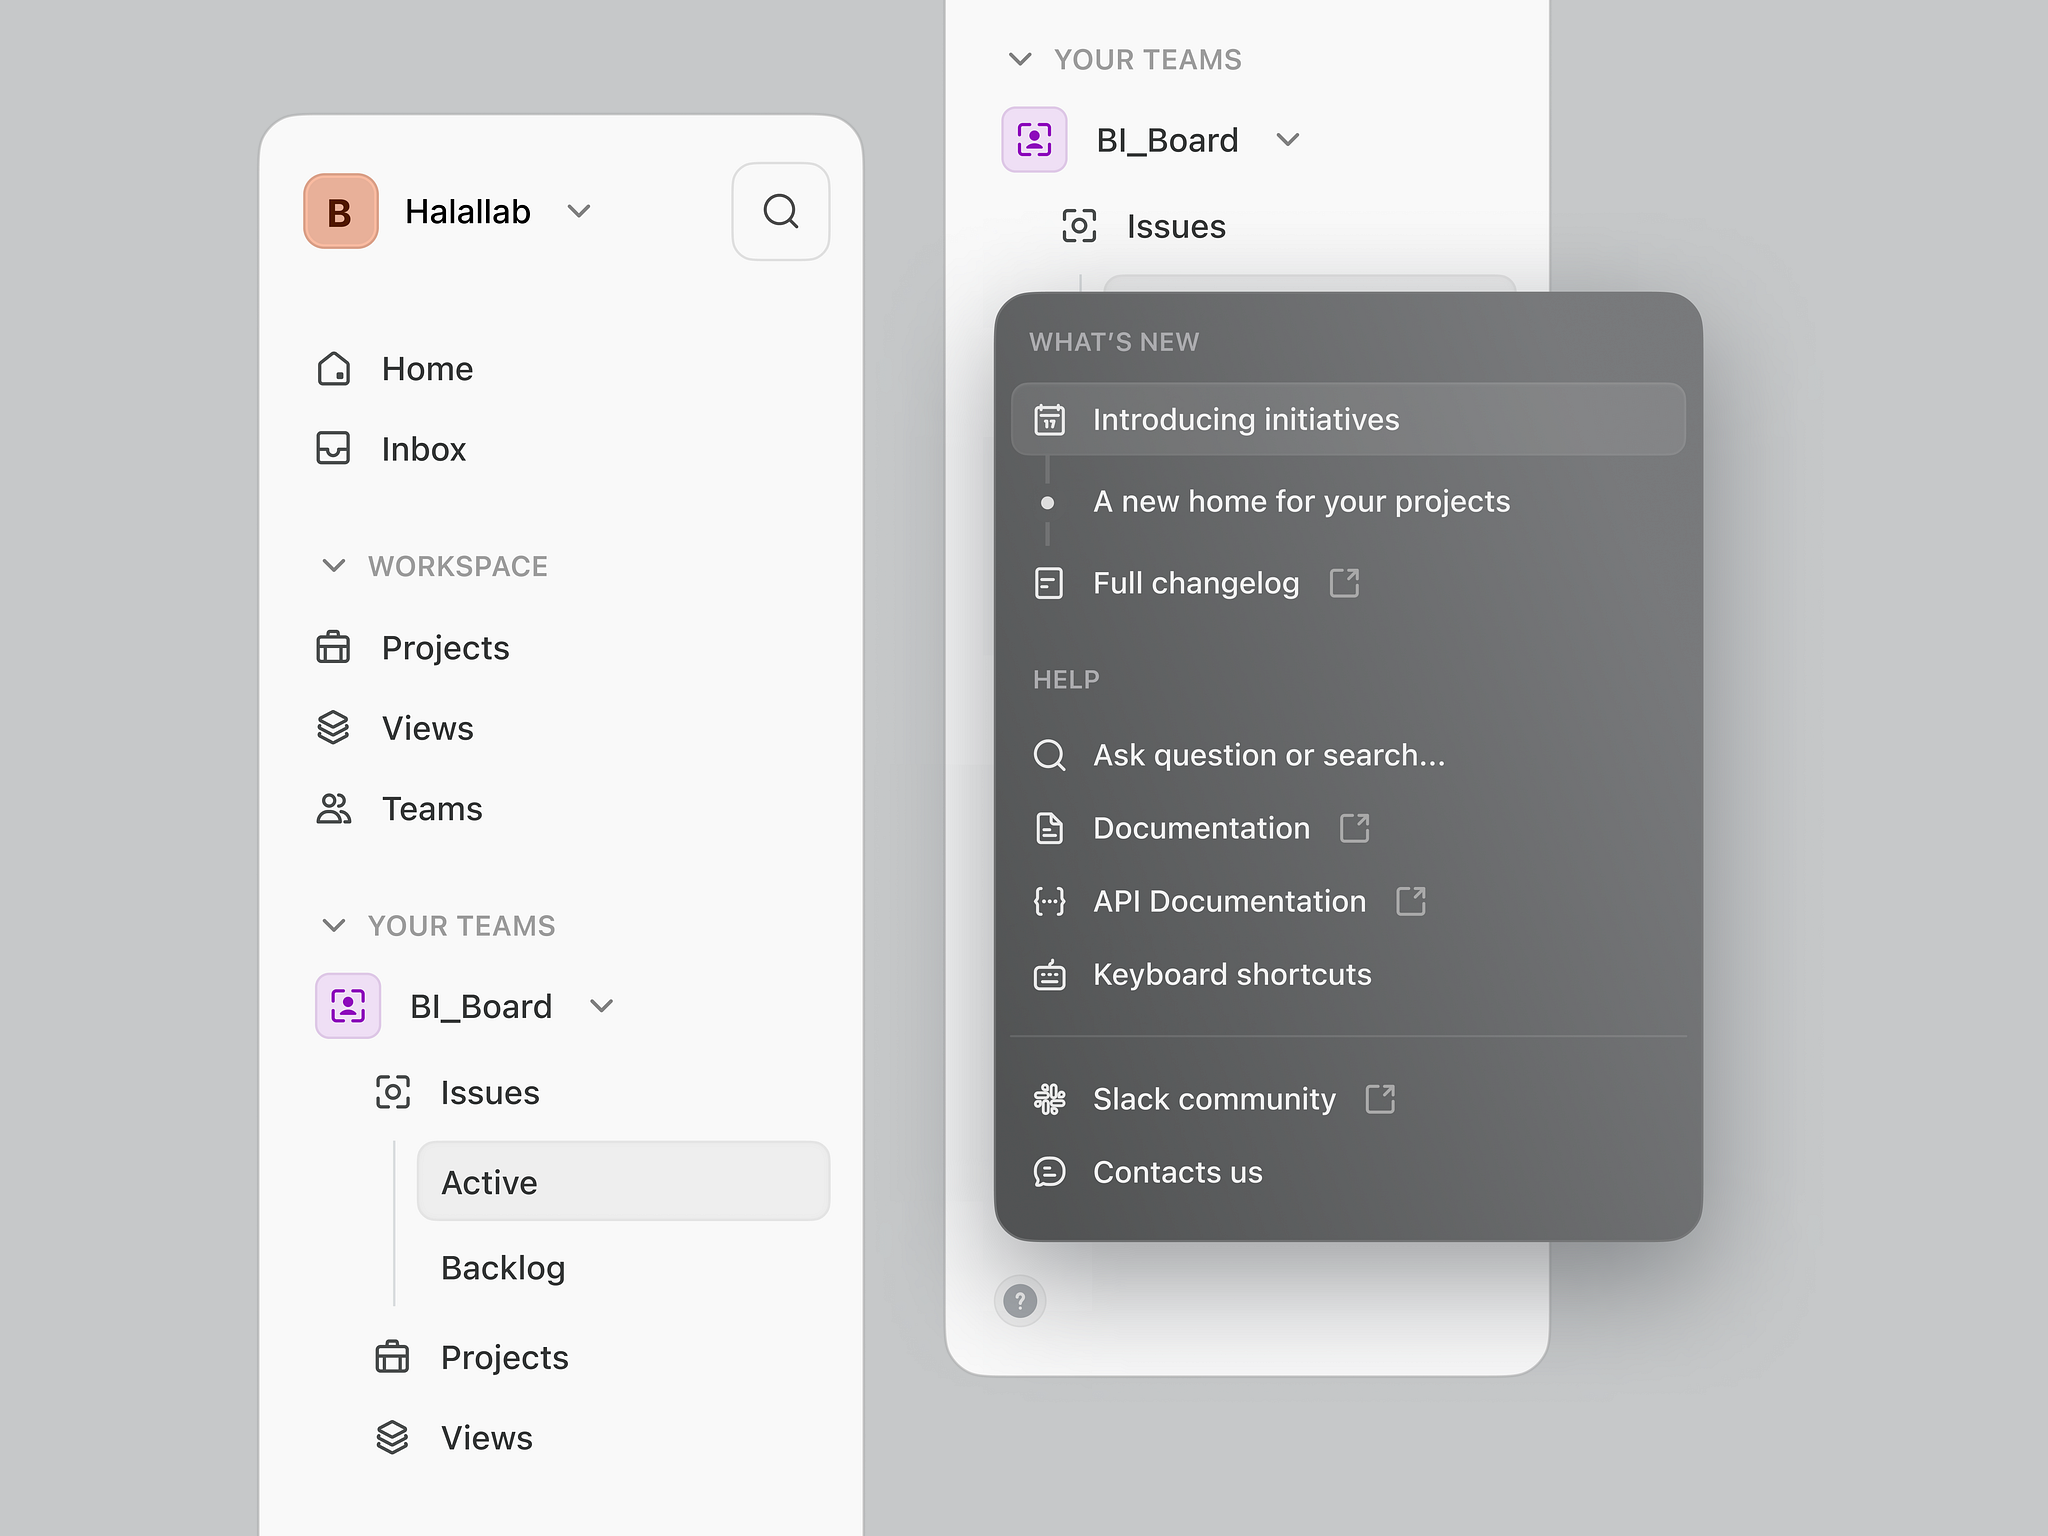 B
Halallab
Home
Inbox
WORKSPACE
Projects
Views
Teams
YOUR TEAMS
BI_Board
Issues
Active
Backlog
Projects
Views
YOUR TEAMS
BI_Board
Issues
WHAT’S NEW
17
Introducing initiatives
A new home for your projects
Full changelog
HELP
Ask question or search...
Documentation
API Documentation
Keyboard shortcuts
Slack community
Contacts us
?